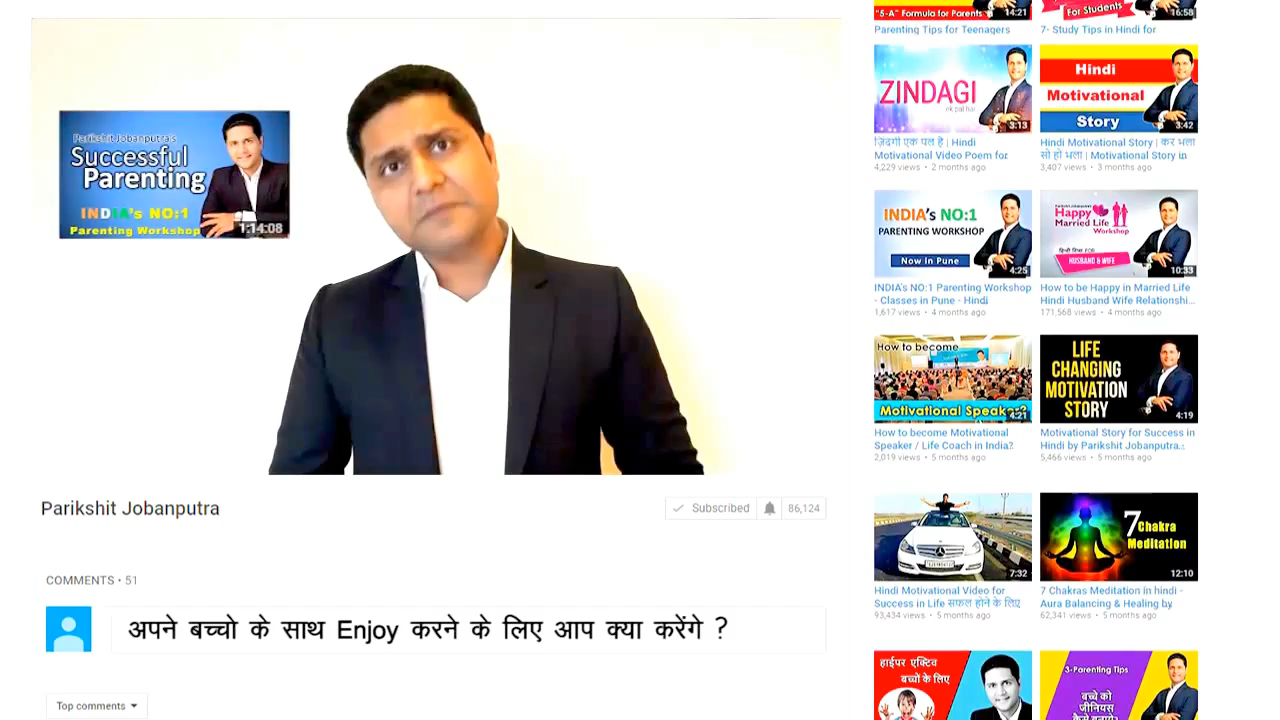 Parikshit Jobanputra's
Successful
Parenting
INDIA's NO:1
Parenting Workshop
1:14:08
Parikshit Jobanputra
Subscribed
86,124
COMMENTS • 51
अपने बच्चो के साथ Enjoy करने के लिए आप क्या करेंगे ?
Top comments
"5-A" Formula for Parents
14:21
Parenting Tips for Teenagers
For Students
16:58
7- Study Tips in Hindi for
ZINDAGI
ek pal hai
3:13
ज़िंदगी एक पल है | Hindi
Motivational Video Poem for
4,229 views • 2 months ago
Hindi
Motivational
Story
3:42
Hindi Motivational Story | कर भला
सो हो भला | Motivational Story in
3,407 views • 3 months ago
INDIA's NO:1
PARENTING WORKSHOP
Now In Pune
4:25
INDIA's NO:1 Parenting Workshop
- Classes in Pune - Hindi
1,617 views • 4 months ago
Happy
Married Life
Workshop
HUSBAND & WIFE
10:33
How to be Happy in Married Life
Hindi Husband Wife Relationshi...
171,568 views • 4 months ago
How to become
Motivational Speaker?
4:21
How to become Motivational
Speaker / Life Coach in India?
2,019 views • 5 months ago
LIFE
CHANGING
MOTIVATION
STORY
4:19
Motivational Story for Success in
Hindi by Parikshit Jobanputra...
5,466 views • 5 months ago
7:32
Hindi Motivational Video for
Success in Life सफल होने के लिए
93,434 views • 5 months ago
7 Chakra
Meditation
12:10
7 Chakras Meditation in hindi -
Aura Balancing & Healing by
62,341 views • 5 months ago
हाईपर एक्टिव
बच्चों के लिए
3-Parenting Tips
बच्चे को
जीनियस